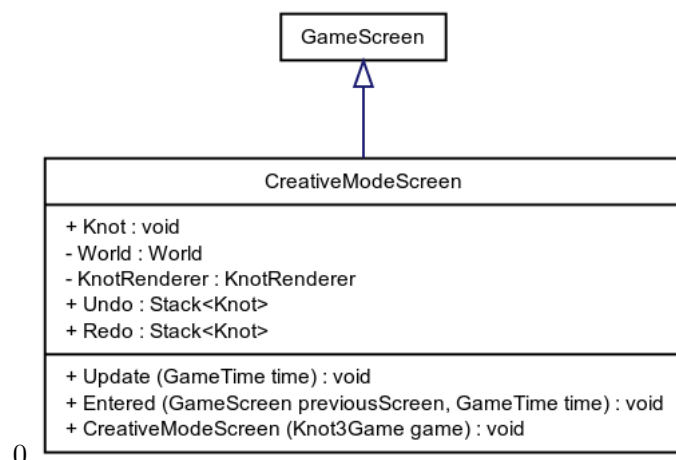 GameScreen
CreativeModeScreen
+ Knot : void
- World : World
- KnotRenderer : KnotRenderer
+ Undo : Stack<Knot>
+ Redo : Stack<Knot>
+ Update (GameTime time) : void
+ Entered (GameScreen previousScreen, GameTime time) : void
+ CreativeModeScreen (Knot3Game game) : void
0